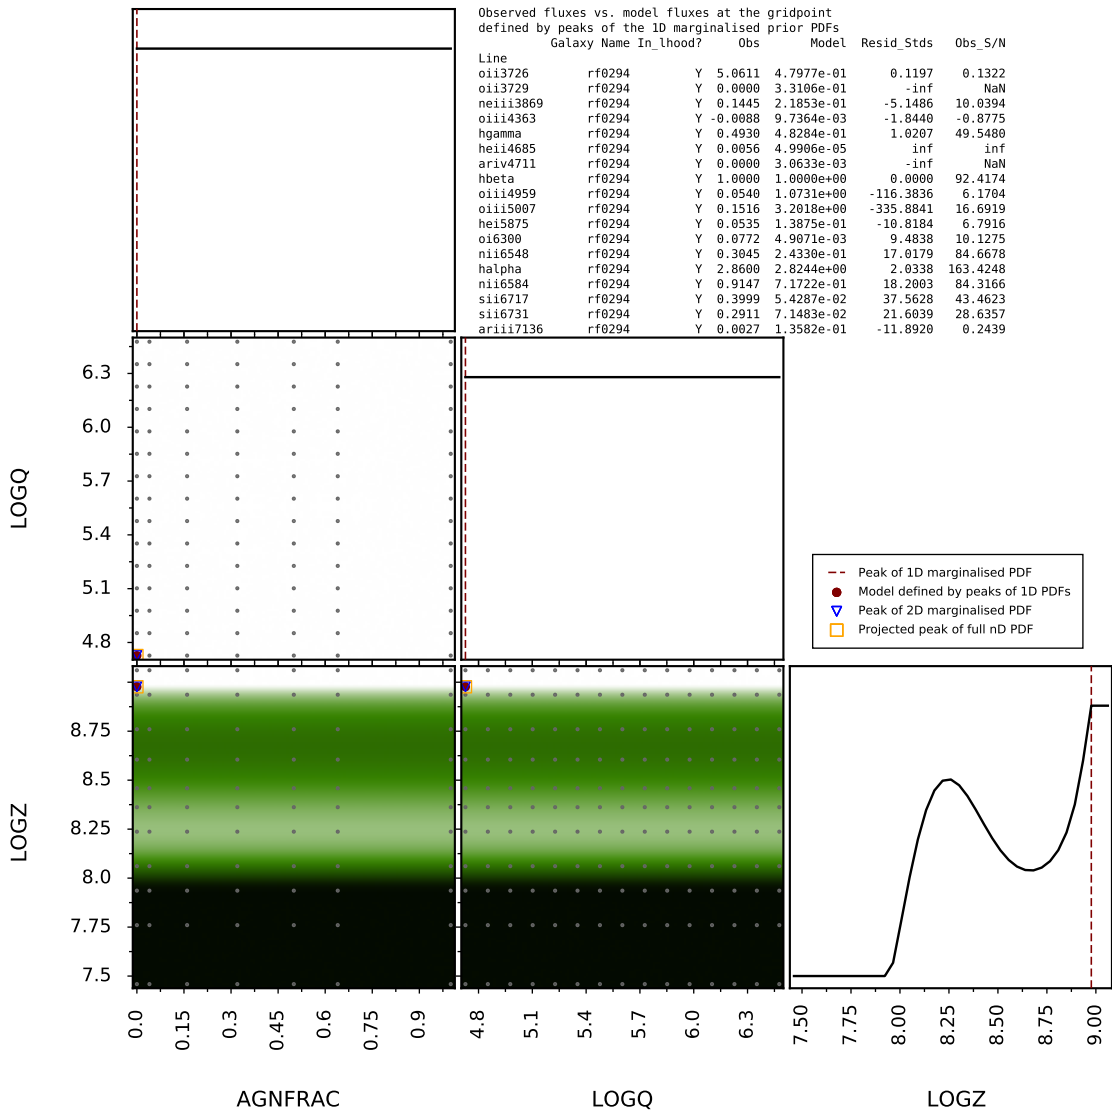 Observed fluxes vs. model fluxes at the gridpoint
defined by peaks of the 1D marginalised prior PDFs
Galaxy Name In_lhood? Obs Model Resid_Stds Obs_S/N
Line
oii3726 rf0294 Y 5.0611 4.7977e-01 0.1197 0.1322
oii3729 rf0294 Y 0.0000 3.3106e-01 -inf NaN
neiii3869 rf0294 Y 0.1445 2.1853e-01 -5.1486 10.0394
oiii4363 rf0294 Y -0.0088 9.7364e-03 -1.8440 -0.8775
hgamma rf0294 Y 0.4930 4.8284e-01 1.0207 49.5480
heii4685 rf0294 Y 0.0056 4.9906e-05 inf inf
ariv4711 rf0294 Y 0.0000 3.0633e-03 -inf NaN
hbeta rf0294 Y 1.0000 1.0000e+00 0.0000 92.4174
oiii4959 rf0294 Y 0.0540 1.0731e+00 -116.3836 6.1704
oiii5007 rf0294 Y 0.1516 3.2018e+00 -335.8841 16.6919
hei5875 rf0294 Y 0.0535 1.3875e-01 -10.8184 6.7916
oi6300 rf0294 Y 0.0772 4.9071e-03 9.4838 10.1275
nii6548 rf0294 Y 0.3045 2.4330e-01 17.0179 84.6678
halpha rf0294 Y 2.8600 2.8244e+00 2.0338 163.4248
nii6584 rf0294 Y 0.9147 7.1722e-01 18.2003 84.3166
sii6717 rf0294 Y 0.3999 5.4287e-02 37.5628 43.4623
sii6731 rf0294 Y 0.2911 7.1483e-02 21.6039 28.6357
ariii7136 rf0294 Y 0.0027 1.3582e-01 -11.8920 0.2439
6.3
6.0
5.7
5.4
5.1
4.8
LOGQ
Peak of 1D marginalised PDF
Model defined by peaks of 1D PDFs
Peak of 2D marginalised PDF
Projected peak of full nD PDF
8.75
8.5
8.25
8.0
7.75
7.5
LOGZ
0.0 0.15 0.3 0.45 0.6 0.75 0.9
4.8 5.1 5.4 5.7 6.0 6.3
7.50 7.75 8.00 8.25 8.50 8.75 9.00
AGNFRAC LOGQ LOGZ